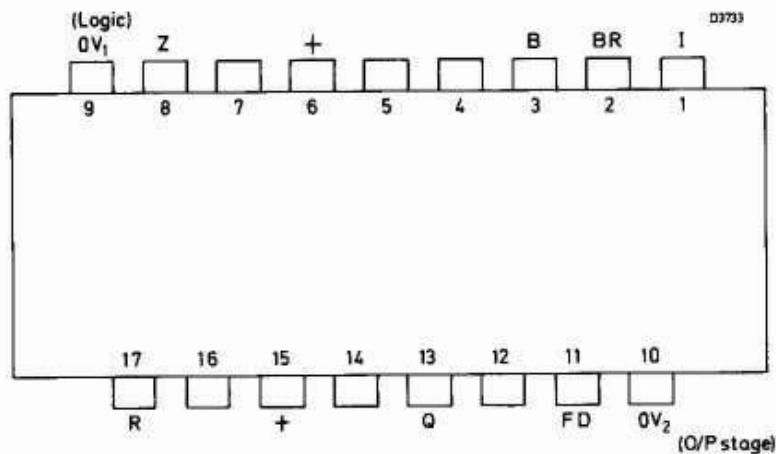 (Logic) D3733
0V₁ Z + B BR I
9 8 7 6 5 4 3 2 1
17 16 15 14 13 12 11 10
R + Q FD 0V₂
(O/P stage)